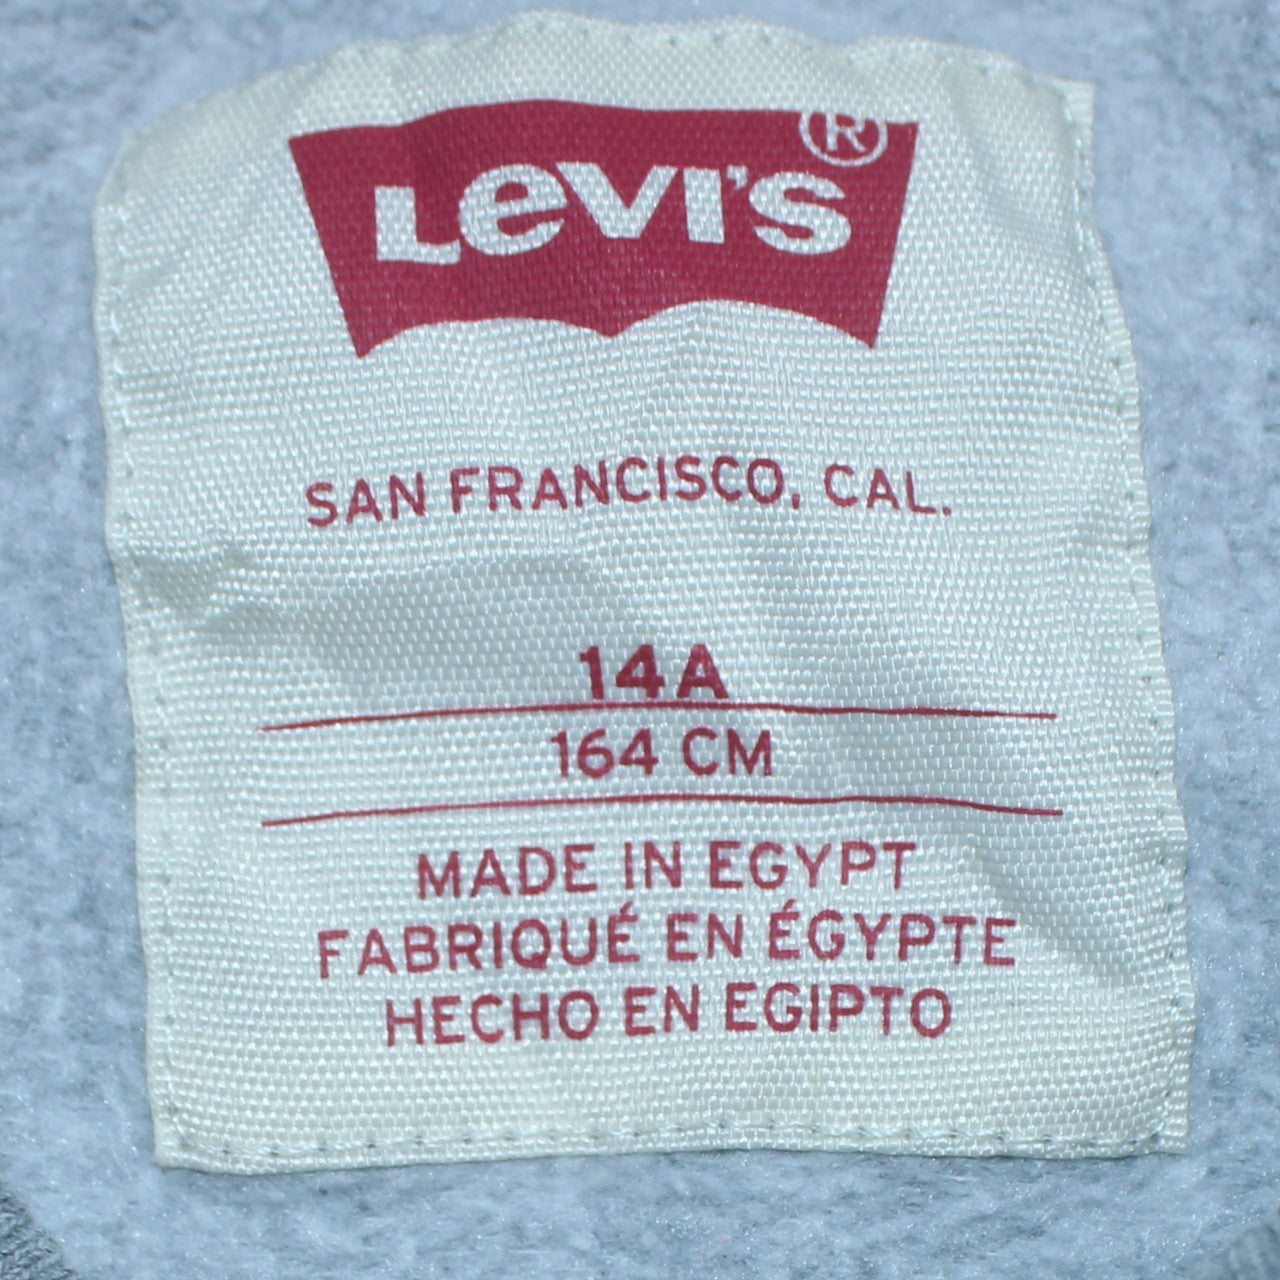 LEVI'S ®
SAN FRANCISCO, CAL.
14A
164 CM
MADE IN EGYPT
FABRIQUÉ EN ÉGYPTE
HECHO EN EGIPTO